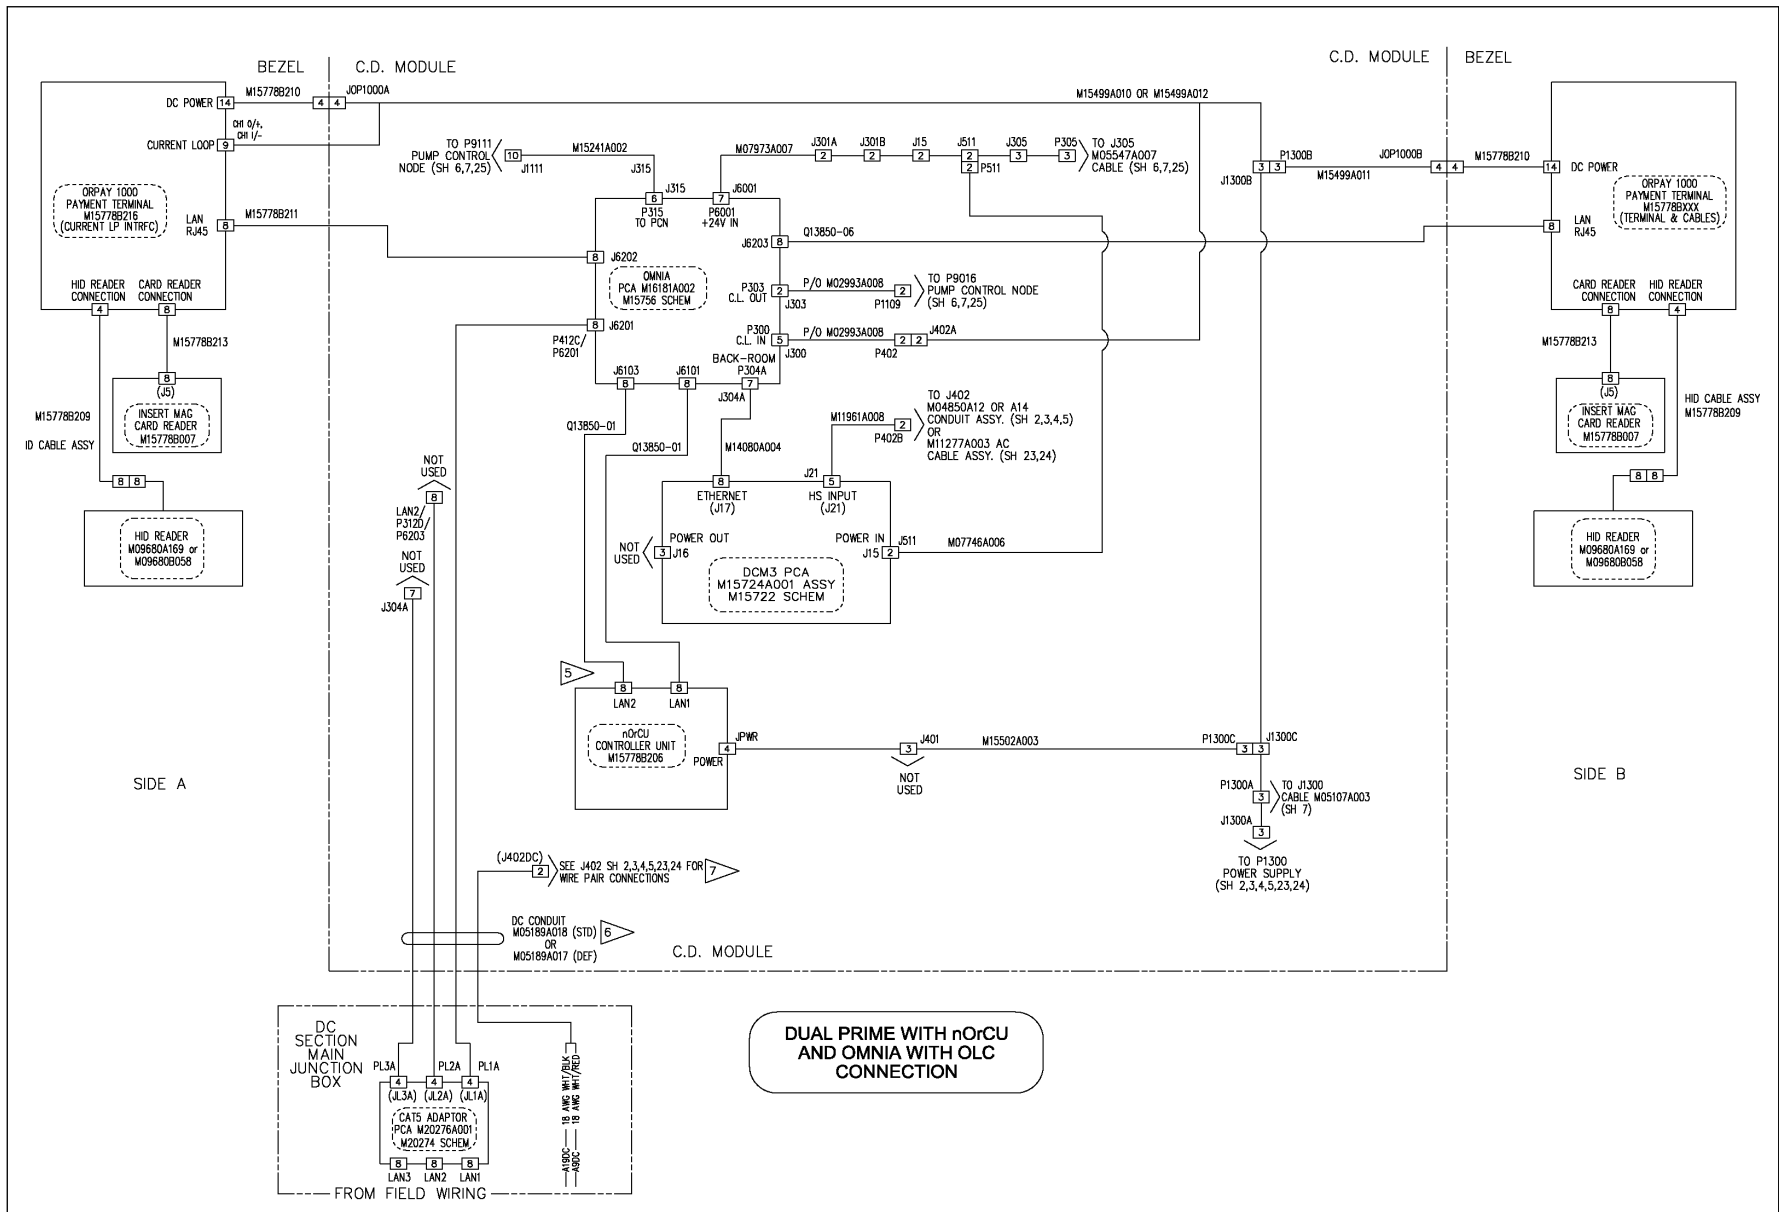 BEZEL
C.D. MODULE
C.D. MODULE
BEZEL
DC POWER
14
M15778B210
4 4
JOP1000A
M15499A010 OR M15499A012
CH1 O/+,
CH1 I/-
CURRENT LOOP
9
ORPAY 1000
PAYMENT TERMINAL
M15778B216
(CURRENT LP INTRFC)
LAN
RJ45
8
M15778B211
HID READER
CONNECTION
4
CARD READER
CONNECTION
8
M15778B213
8
(J5)
INSERT MAG
CARD READER
M15778B007
M15778B209
ID CABLE ASSY
8 8
HID READER
M09680A169 or
M09680B058
SIDE A
TO P9111
PUMP CONTROL
NODE (SH 6,7,25)
10
J1111
M15241A002
J315
6
J315
P315
TO PCN
M07973A007
7
J6001
P6001
+24V IN
J301A
2
J301B
2
J15
2
J511
2
2
P511
J305
3
P305
3
TO J305
M05547A007
CABLE (SH 6,7,25)
J6203
8
Q13850-06
8
J6202
OMNIA
PCA M16181A002
M15756 SCHEM
P303
C.L. OUT
2
J303
P/O M02993A008
2
P1109
TO P9016
PUMP CONTROL NODE
(SH 6,7,25)
8
J6201
P412C/
P6201
P300
C.L. IN
5
J300
P/O M02993A008
2 2
P402
J402A
BACK-ROOM
P304A
7
J304A
J6103
8
J6101
8
Q13850-01
Q13850-01
M14080A004
M11961A008
2
P402B
TO J402
M04850A12 OR A14
CONDUIT ASSY. (SH 2,3,4,5)
OR
M11277A003 AC
CABLE ASSY. (SH 23,24)
8
ETHERNET
(J17)
J21
5
HS INPUT
(J21)
NOT
USED
3
J16
POWER OUT
POWER IN
J15
2
J511
M07746A006
DCM3 PCA
M15724A001 ASSY
M15722 SCHEM
NOT
USED
8
LAN2/
P312D/
P6203
NOT
USED
7
J304A
5
8
LAN2
8
LAN1
nOrCU
CONTROLLER UNIT
M15778B206
POWER
4
JPWR
3
J401
NOT
USED
M15502A003
P1300C
3 3
J1300C
P1300A
3
TO J1300
CABLE M05107A003
(SH 7)
J1300A
3
TO P1300
POWER SUPPLY
(SH 2,3,4,5,23,24)
3 3
P1300B
J1300B
M15499A011
JOP1000B
4 4
M15778B210
14
DC POWER
ORPAY 1000
PAYMENT TERMINAL
M15778BXXX
(TERMINAL & CABLES)
8
LAN
RJ45
CARD READER
CONNECTION
8
HID READER
CONNECTION
4
M15778B213
8
(J5)
INSERT MAG
CARD READER
M15778B007
HID CABLE ASSY
M15778B209
8 8
HID READER
M09680A169 or
M09680B058
SIDE B
(J402DC)
2
SEE J402 SH 2,3,4,5,23,24 FOR
WIRE PAIR CONNECTIONS
7
DC CONDUIT
M05189A018 (STD)
OR
M05189A017 (DEF)
6
C.D. MODULE
DC
SECTION
MAIN
JUNCTION
BOX
PL3A
4
(JL3A)
PL2A
4
(JL2A)
PL1A
4
(JL1A)
CAT5 ADAPTOR
PCA M20276A001
M20274 SCHEM
8
LAN3
8
LAN2
8
LAN1
A19DC 18 AWG WHT/BLK
A9DC 18 AWG WHT/RED
FROM FIELD WIRING
DUAL PRIME WITH nOrCU
AND OMNIA WITH OLC
CONNECTION